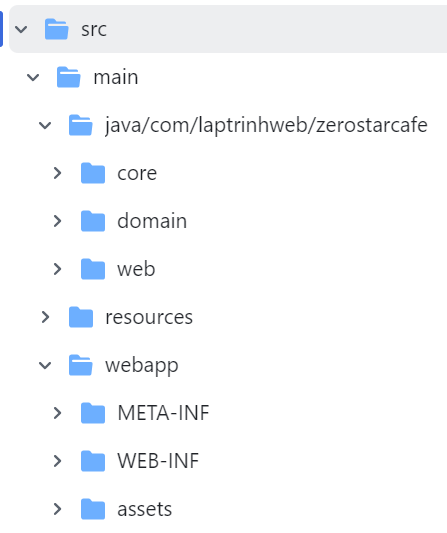 src
main
java/com/laptrinhweb/zerostarcafe
core
domain
web
resources
webapp
META-INF
WEB-INF
assets